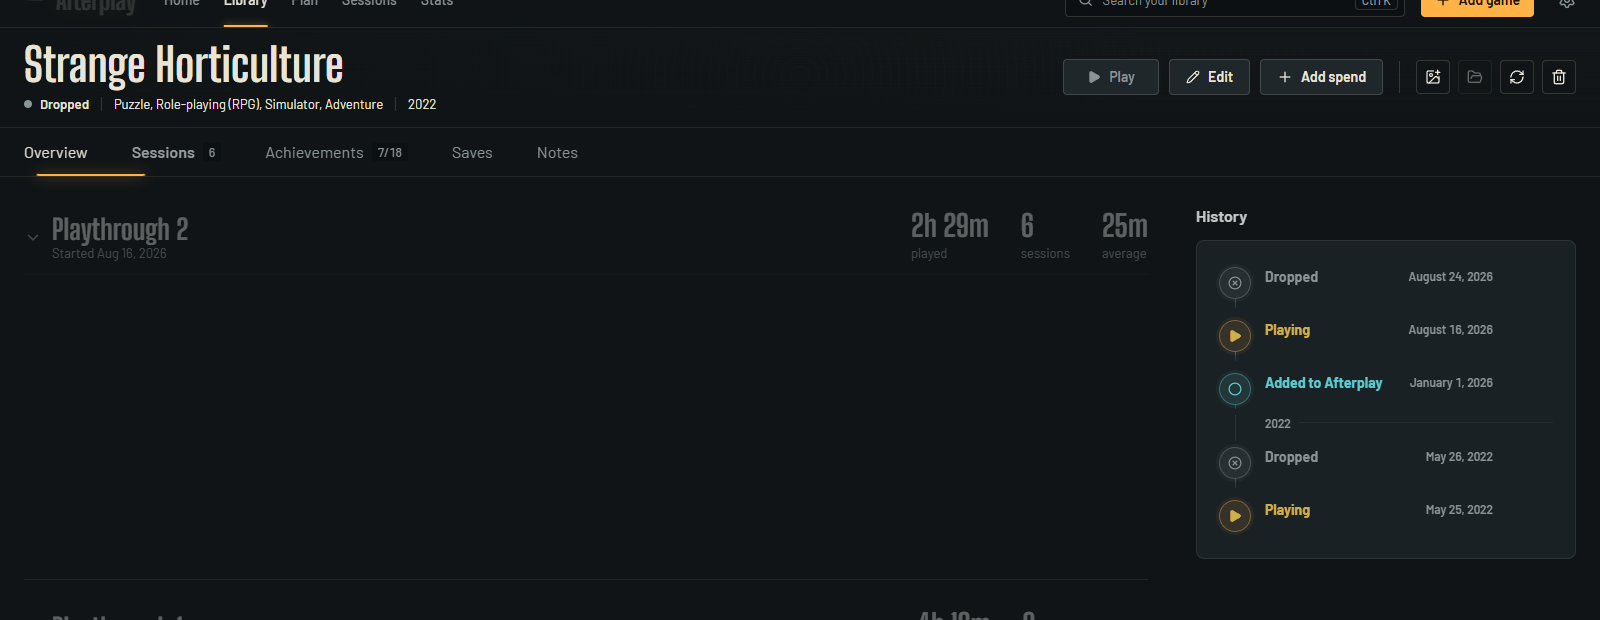 Afterplay Home Library Plan Sessions Stats Search your library Ctrl K + Add game
Strange Horticulture
Play Edit + Add spend
Dropped Puzzle, Role-playing (RPG), Simulator, Adventure 2022
Overview Sessions 6 Achievements 7/18 Saves Notes
Playthrough 2 2h 29m 6 25m
Started Aug 16, 2026 played sessions average
History
Dropped August 24, 2026
Playing August 16, 2026
Added to Afterplay January 1, 2026
2022
Dropped May 26, 2022
Playing May 25, 2022